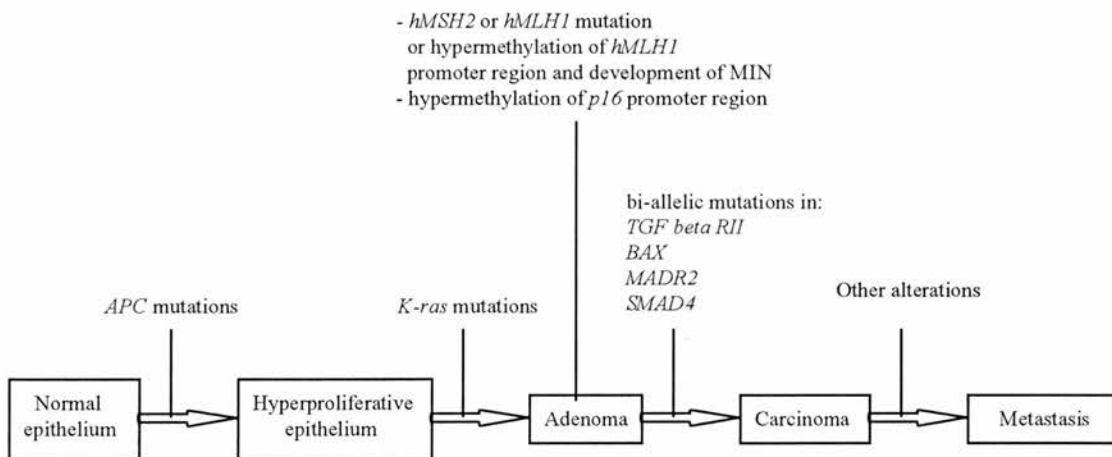 - hMSH2 or hMLH1 mutation
or hypermethylation of hMLH1
promoter region and development of MIN
- hypermethylation of p16 promoter region
bi-allelic mutations in:
TGF beta RII
BAX
MADR2
SMAD4
APC mutations
K-ras mutations
Other alterations
Normal
epithelium
Hyperproliferative
epithelium
Adenoma
Carcinoma
Metastasis